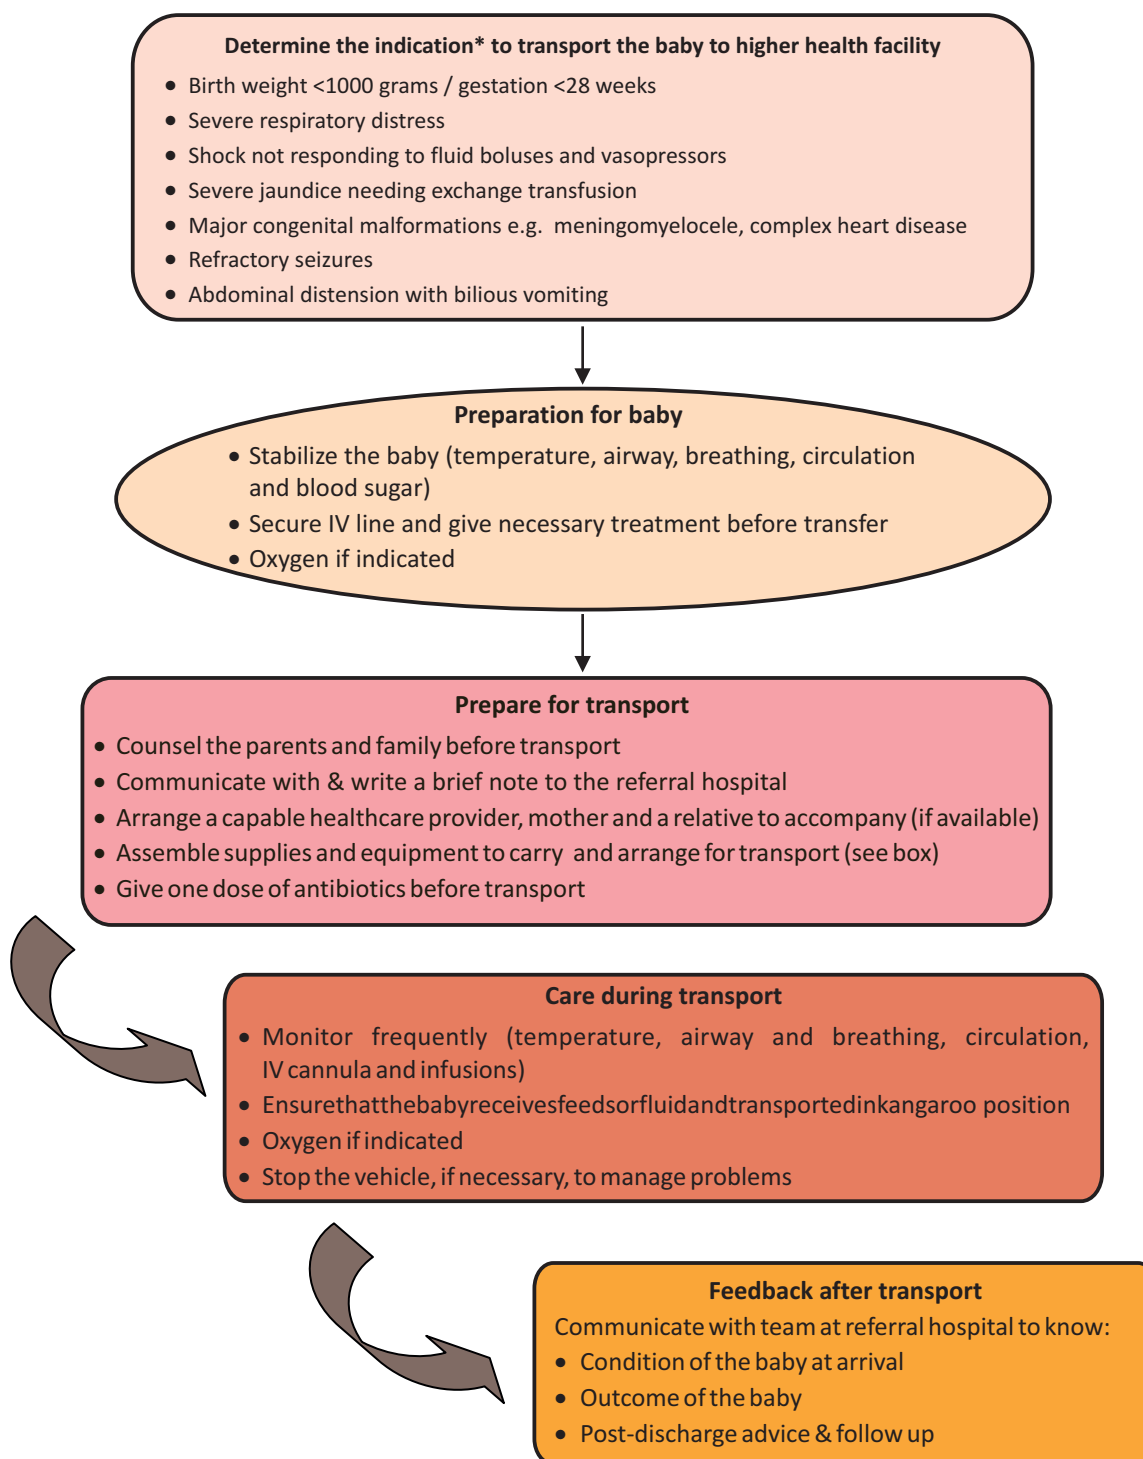 Determine the indication* to transport the baby to higher health facility
• Birth weight <1000 grams / gestation <28 weeks
• Severe respiratory distress
• Shock not responding to fluid boluses and vasopressors
• Severe jaundice needing exchange transfusion
• Major congenital malformations e.g. meningomyelocele, complex heart disease
• Refractory seizures
• Abdominal distension with bilious vomiting
Preparation for baby
• Stabilize the baby (temperature, airway, breathing, circulation
and blood sugar)
• Secure IV line and give necessary treatment before transfer
• Oxygen if indicated
Prepare for transport
• Counsel the parents and family before transport
• Communicate with & write a brief note to the referral hospital
• Arrange a capable healthcare provider, mother and a relative to accompany (if available)
• Assemble supplies and equipment to carry and arrange for transport (see box)
• Give one dose of antibiotics before transport
Care during transport
• Monitor frequently (temperature, airway and breathing, circulation,
IV cannula and infusions)
• Ensurethatthebabyreceivesfeedsorfluidandtransportedinkangaroo position
• Oxygen if indicated
• Stop the vehicle, if necessary, to manage problems
Feedback after transport
Communicate with team at referral hospital to know:
• Condition of the baby at arrival
• Outcome of the baby
• Post-discharge advice & follow up